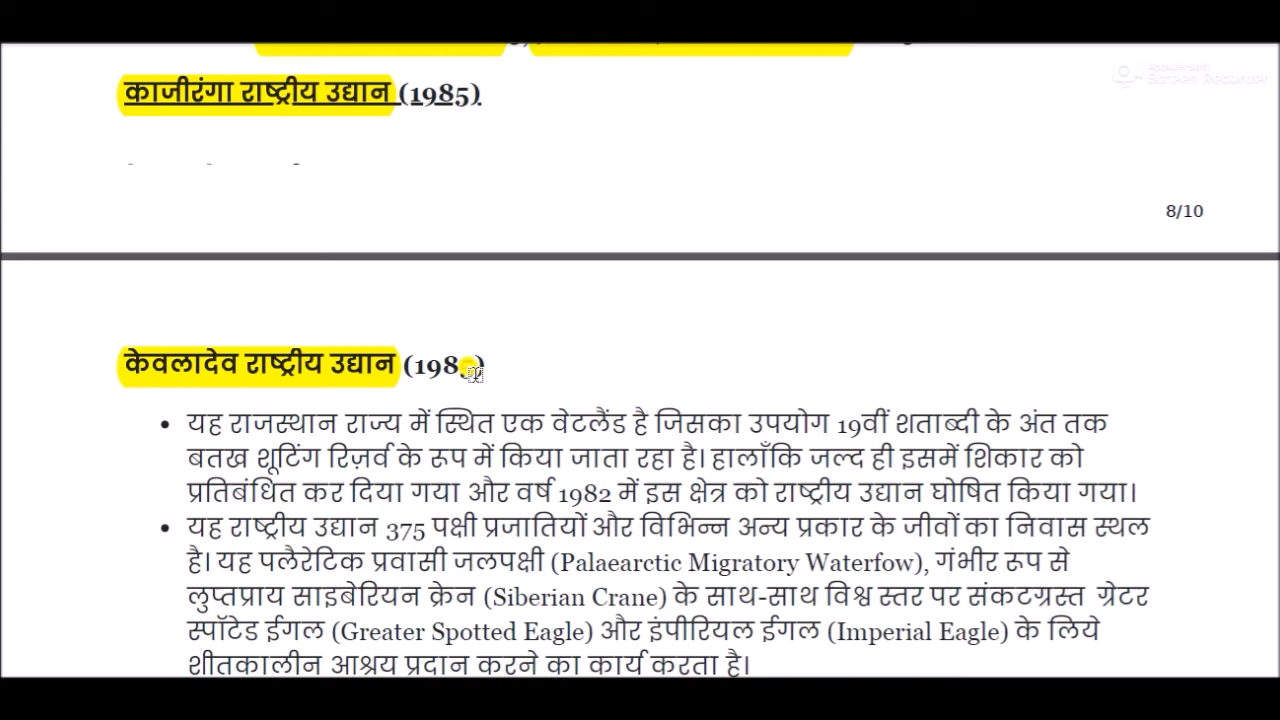 काजीरंगा राष्ट्रीय उद्यान (1985)
8/10
केवलादेव राष्ट्रीय उद्यान (198
यह राजस्थान राज्य में स्थित एक वेटलैंड है जिसका उपयोग 19वीं शताब्दी के अंत तक
बतख शूटिंग रिज़र्व के रूप में किया जाता रहा है। हालाँकि जल्द ही इसमें शिकार को
प्रतिबंधित कर दिया गया और वर्ष 1982 में इस क्षेत्र को राष्ट्रीय उद्यान घोषित किया गया।
यह राष्ट्रीय उद्यान 375 पक्षी प्रजातियों और विभिन्न अन्य प्रकार के जीवों का निवास स्थल
है। यह पलैरेटिक प्रवासी जलपक्षी (Palaearctic Migratory Waterfow), गंभीर रूप से
लुप्तप्राय साइबेरियन क्रेन (Siberian Crane) के साथ-साथ विश्व स्तर पर संकटग्रस्त ग्रेटर
स्पॉटेड ईगल (Greater Spotted Eagle) और इंपीरियल ईगल (Imperial Eagle) के लिये
शीतकालीन आश्रय प्रदान करने का कार्य करता है।